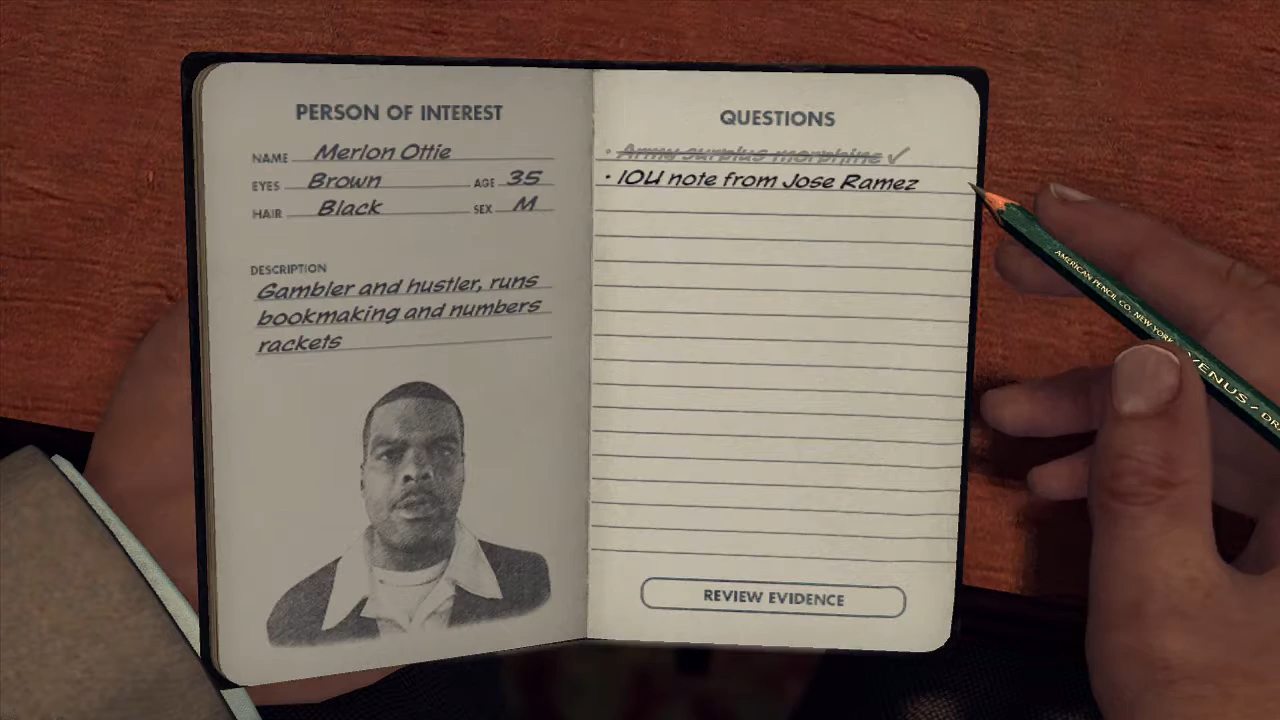 PERSON OF INTEREST
NAME Merlon Ottie
EYES Brown AGE 35
HAIR Black SEX M
DESCRIPTION
Gambler and hustler, runs
bookmaking and numbers
rackets
QUESTIONS
• Army surplus morphine ✓
• IOU note from Jose Ramez
REVIEW EVIDENCE
AMERICAN PENCIL CO. NEW YORK
VENUS / DRA